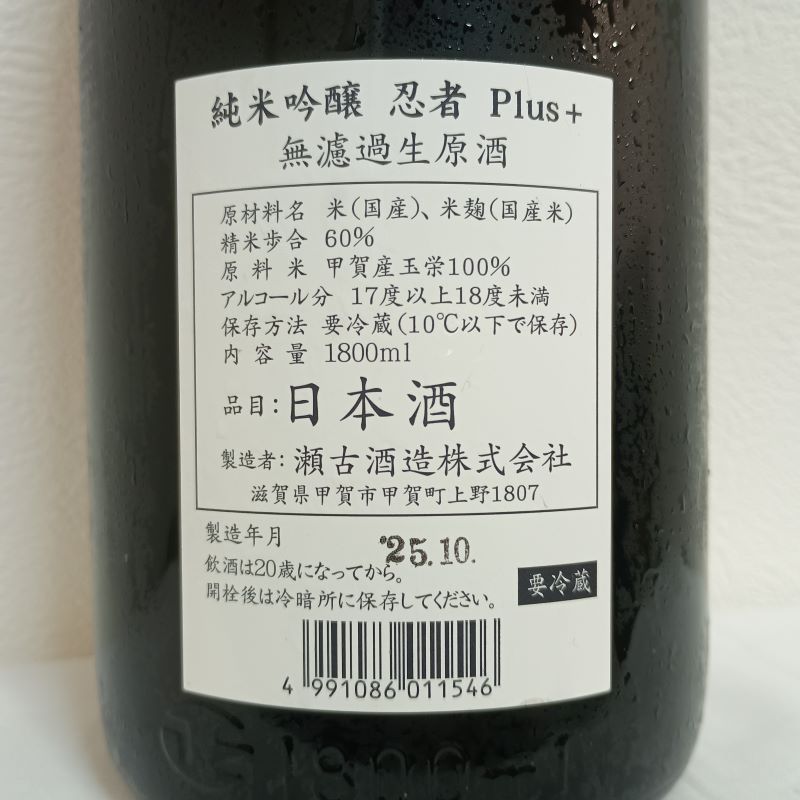 純米吟醸 忍者 Plus+
無濾過生原酒
原材料名 米(国産)、米麹(国産米)
精米歩合 60%
原料米 甲賀産玉栄100%
アルコール分 17度以上18度未満
保存方法 要冷蔵(10℃以下で保存)
内容量 1800ml
品目:日本酒
製造者:瀬古酒造株式会社
滋賀県甲賀市甲賀町上野1807
製造年月 '25.10.
飲酒は20歳になってから。
開栓後は冷暗所に保存してください。
要冷蔵
4 991086 011546